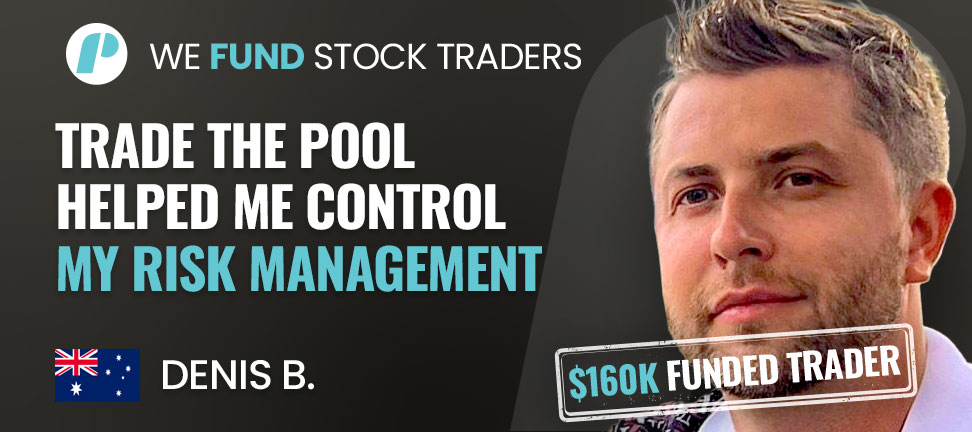 WE FUND STOCK TRADERS
TRADE THE POOL
HELPED ME CONTROL
MY RISK MANAGEMENT
DENIS B.
$160K FUNDED TRADER